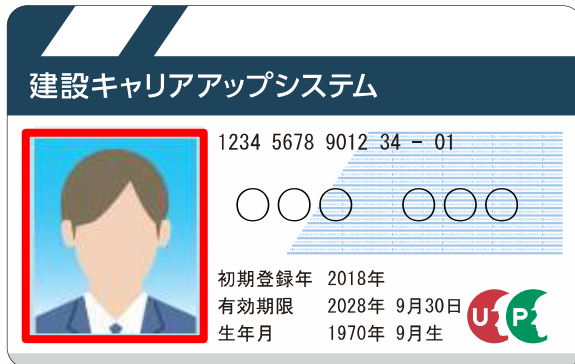 建設キャリアアップシステム
1234 5678 9012 34 - 01
○○○ ○○○
初期登録年 2018年
有効期限 2028年 9月30日
生年月 1970年 9月生
UP